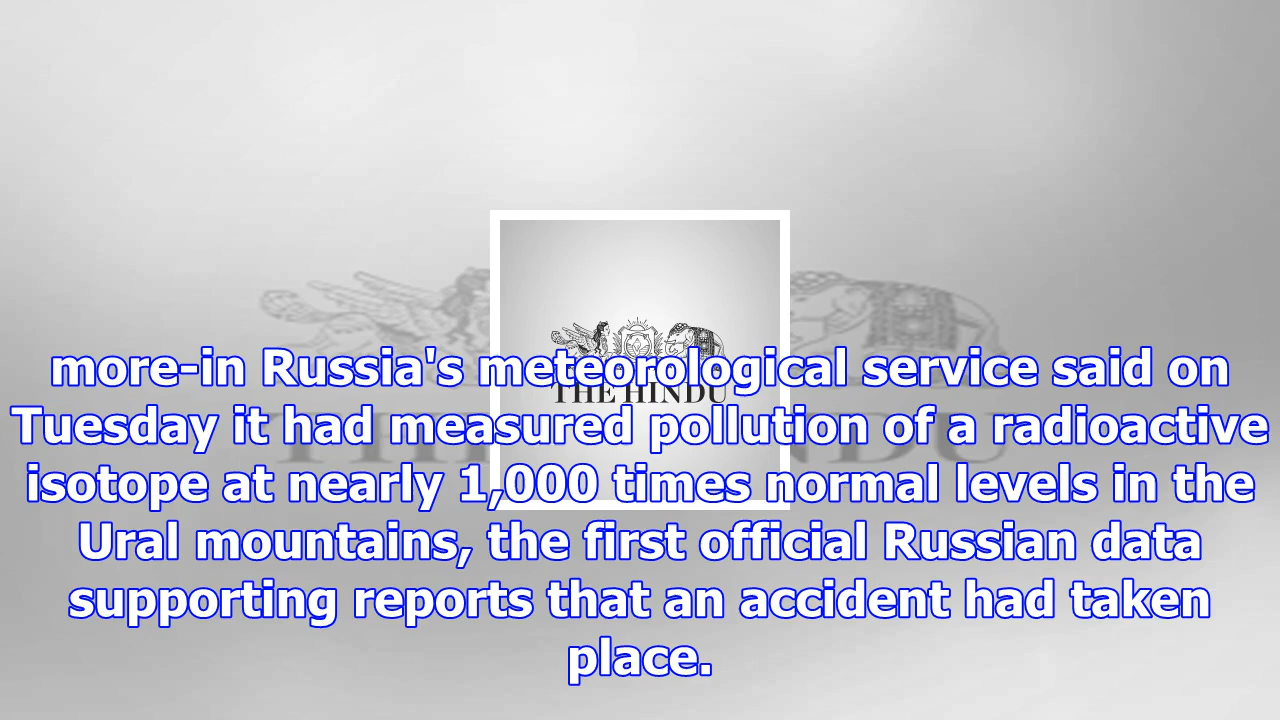 more-in Russia's meteorological service said on
THE HINDU
Tuesday it had measured pollution of a radioactive
isotope at nearly 1,000 times normal levels in the
Ural mountains, the first official Russian data
supporting reports that an accident had taken
place.